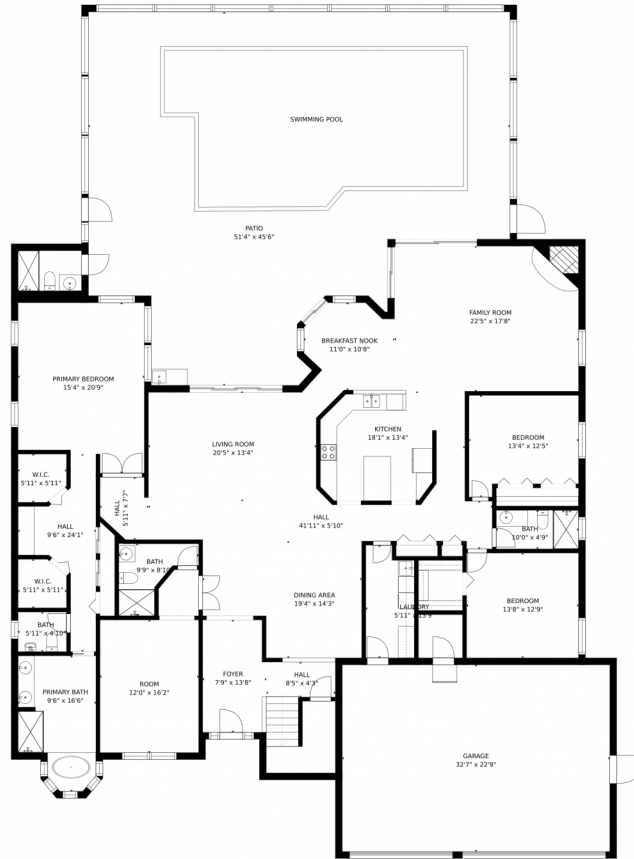 SWIMMING POOL
PATIO
51'4" x 45'6"
FAMILY ROOM
22'5" x 17'8"
BREAKFAST NOOK
11'0" x 10'8"
PRIMARY BEDROOM
15'4" x 20'9"
KITCHEN
18'1" x 13'4"
LIVING ROOM
20'5" x 13'4"
BEDROOM
13'4" x 12'5"
W.I.C.
5'11" x 5'11"
HALL
5'11" x 7'7"
HALL
41'11" x 5'10"
HALL
9'6" x 24'1"
BATH
10'0" x 4'9"
BATH
9'9" x 8'10"
W.I.C.
5'11" x 5'11"
DINING AREA
19'4" x 14'3"
BEDROOM
13'8" x 12'9"
LAUNDRY
5'11" x 13'9"
BATH
5'11" x 4'10"
FOYER
7'9" x 13'8"
HALL
8'5" x 4'3"
ROOM
12'0" x 16'2"
PRIMARY BATH
9'6" x 16'6"
GARAGE
32'7" x 22'9"